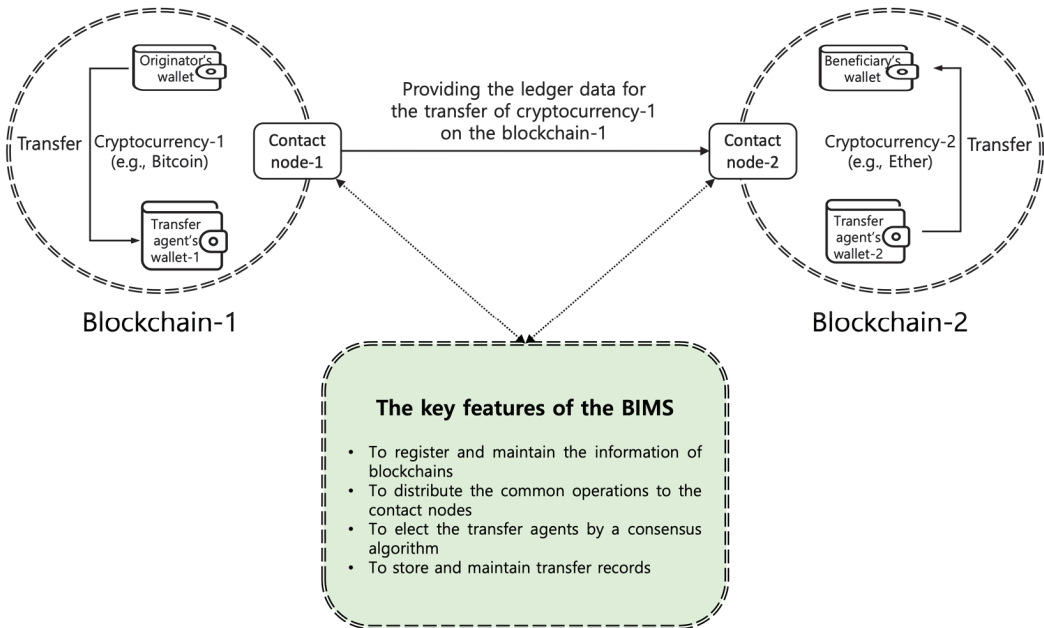 Originator's
wallet
Transfer
Cryptocurrency-1
(e.g., Bitcoin)
Transfer
agent's
wallet-1
Contact
node-1
Blockchain-1
Providing the ledger data for
the transfer of cryptocurrency-1
on the blockchain-1
Contact
node-2
Beneficiary's
wallet
Cryptocurrency-2
(e.g., Ether)
Transfer
Transfer
agent's
wallet-2
Blockchain-2
The key features of the BIMS
• To register and maintain the information of
blockchains
• To distribute the common operations to the
contact nodes
• To elect the transfer agents by a consensus
algorithm
• To store and maintain transfer records